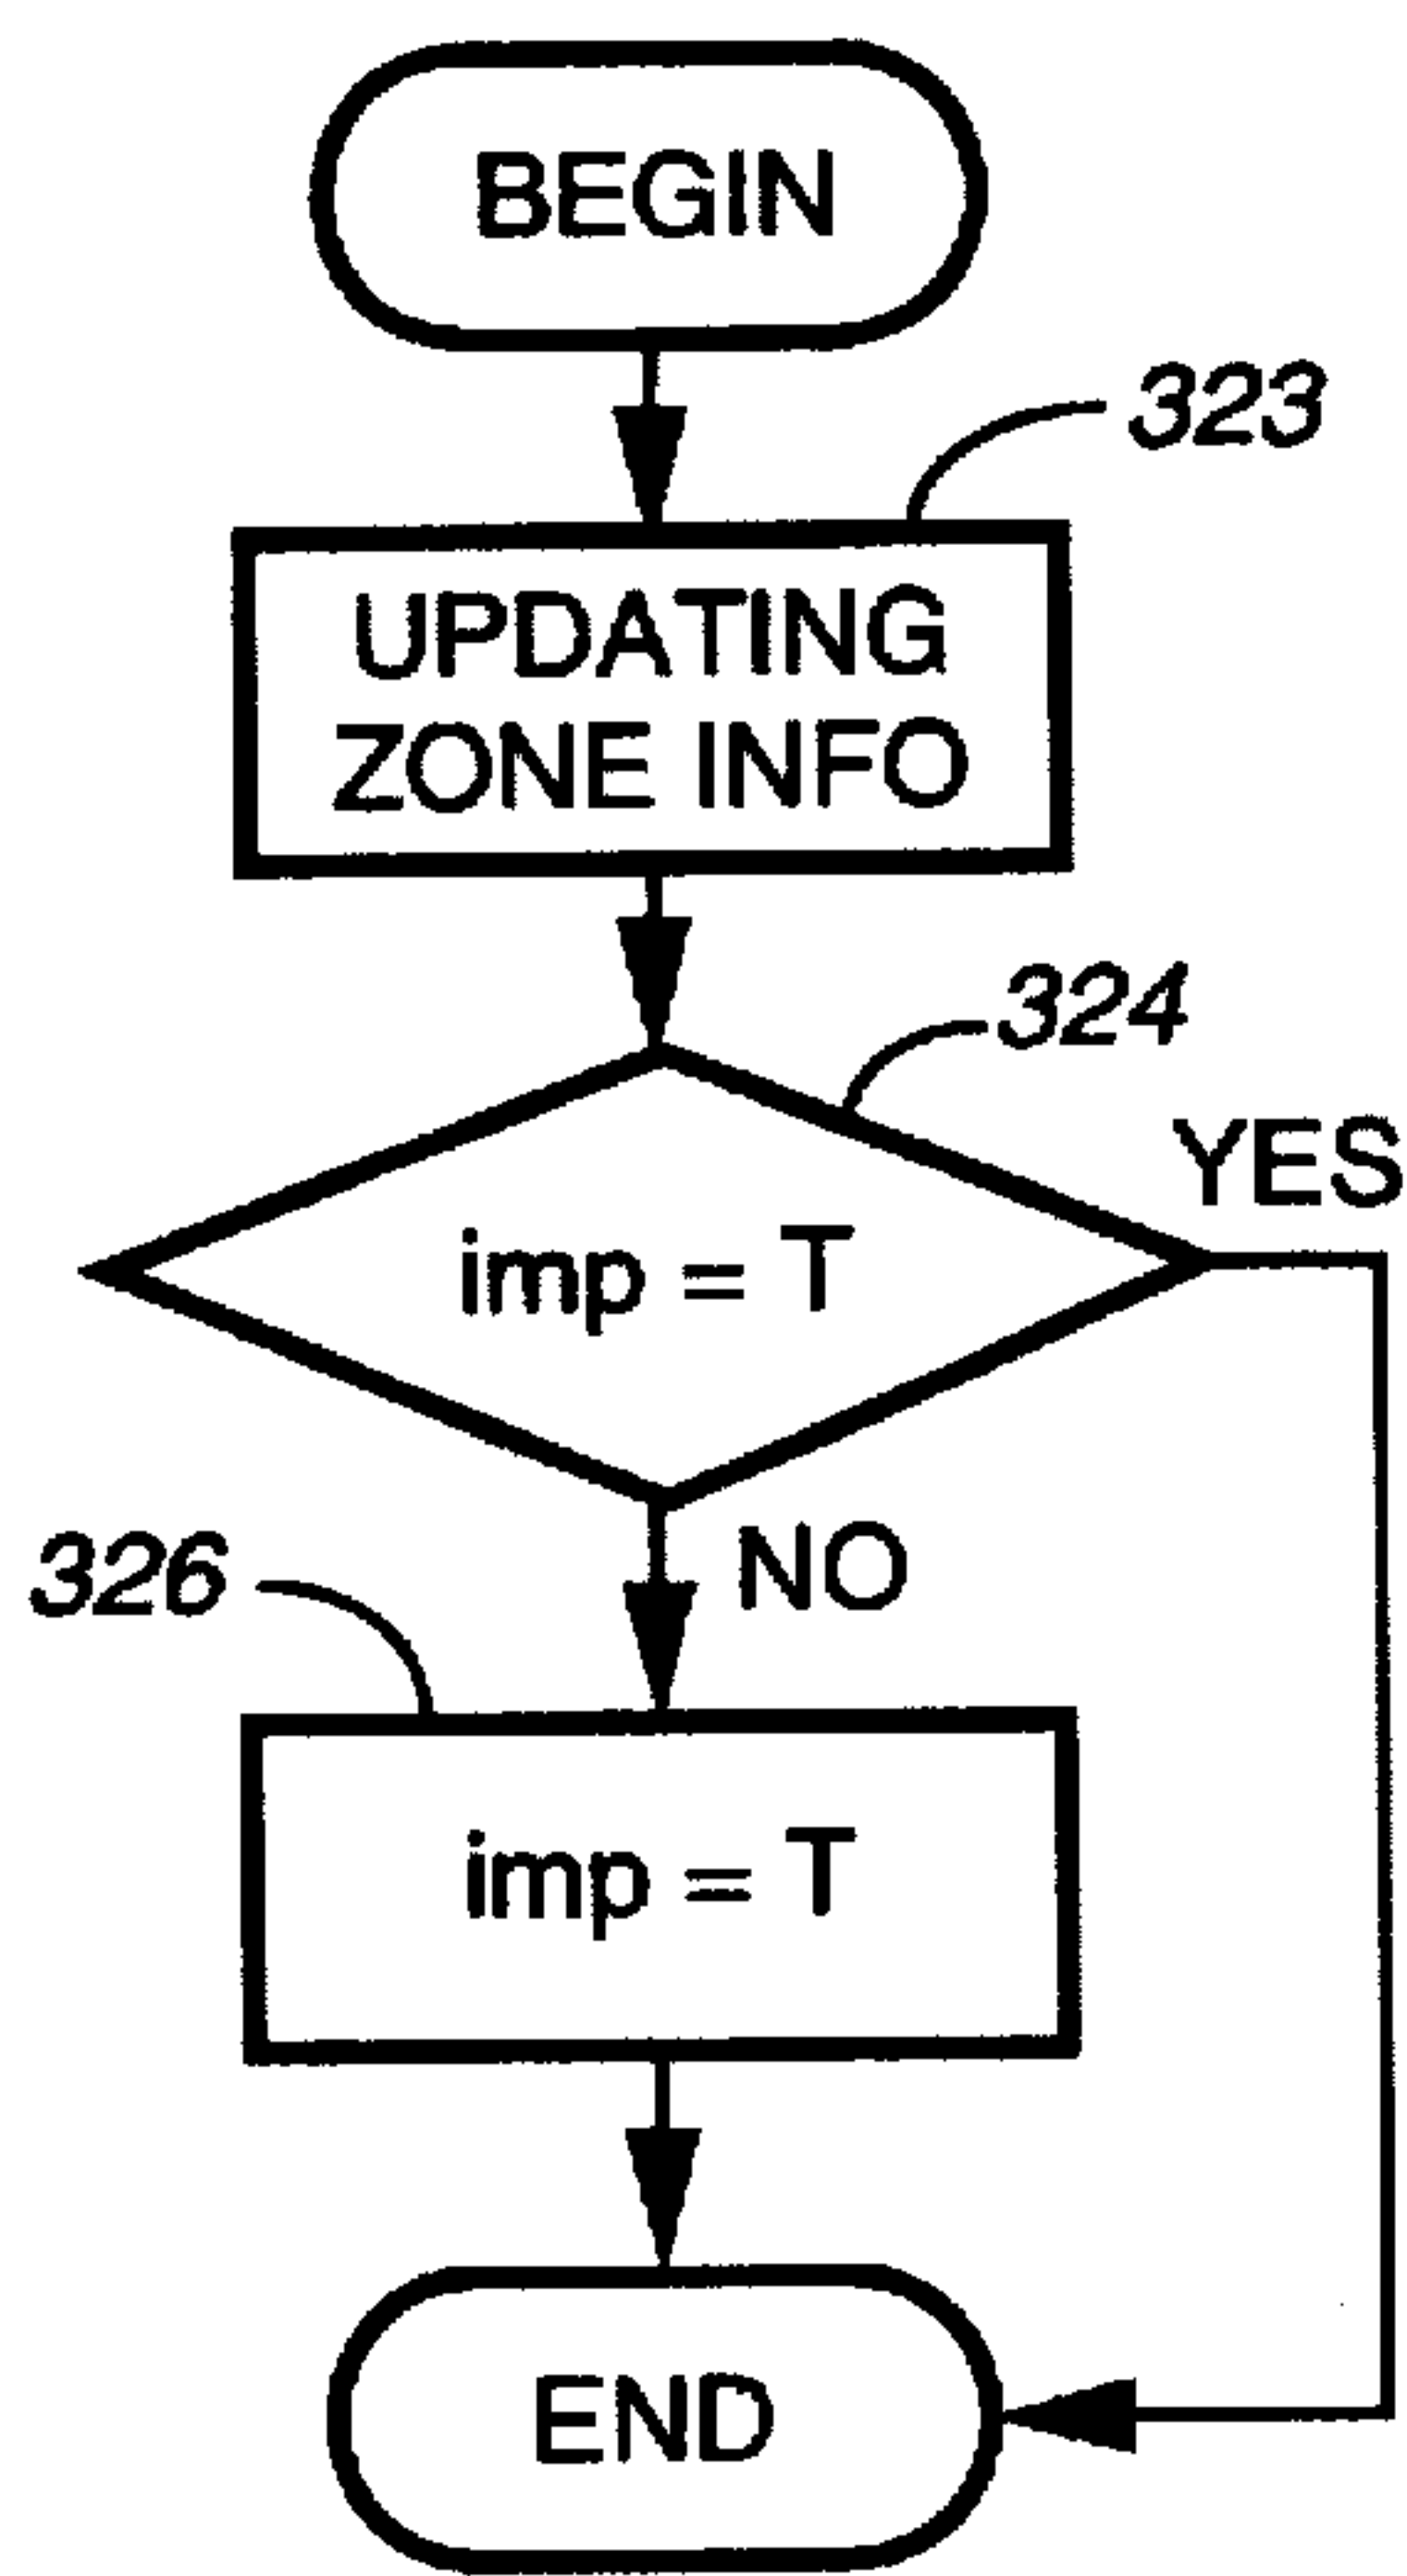 BEGIN
323
UPDATING
ZONE INFO
324
YES
imp = T
NO
326
imp = T
END